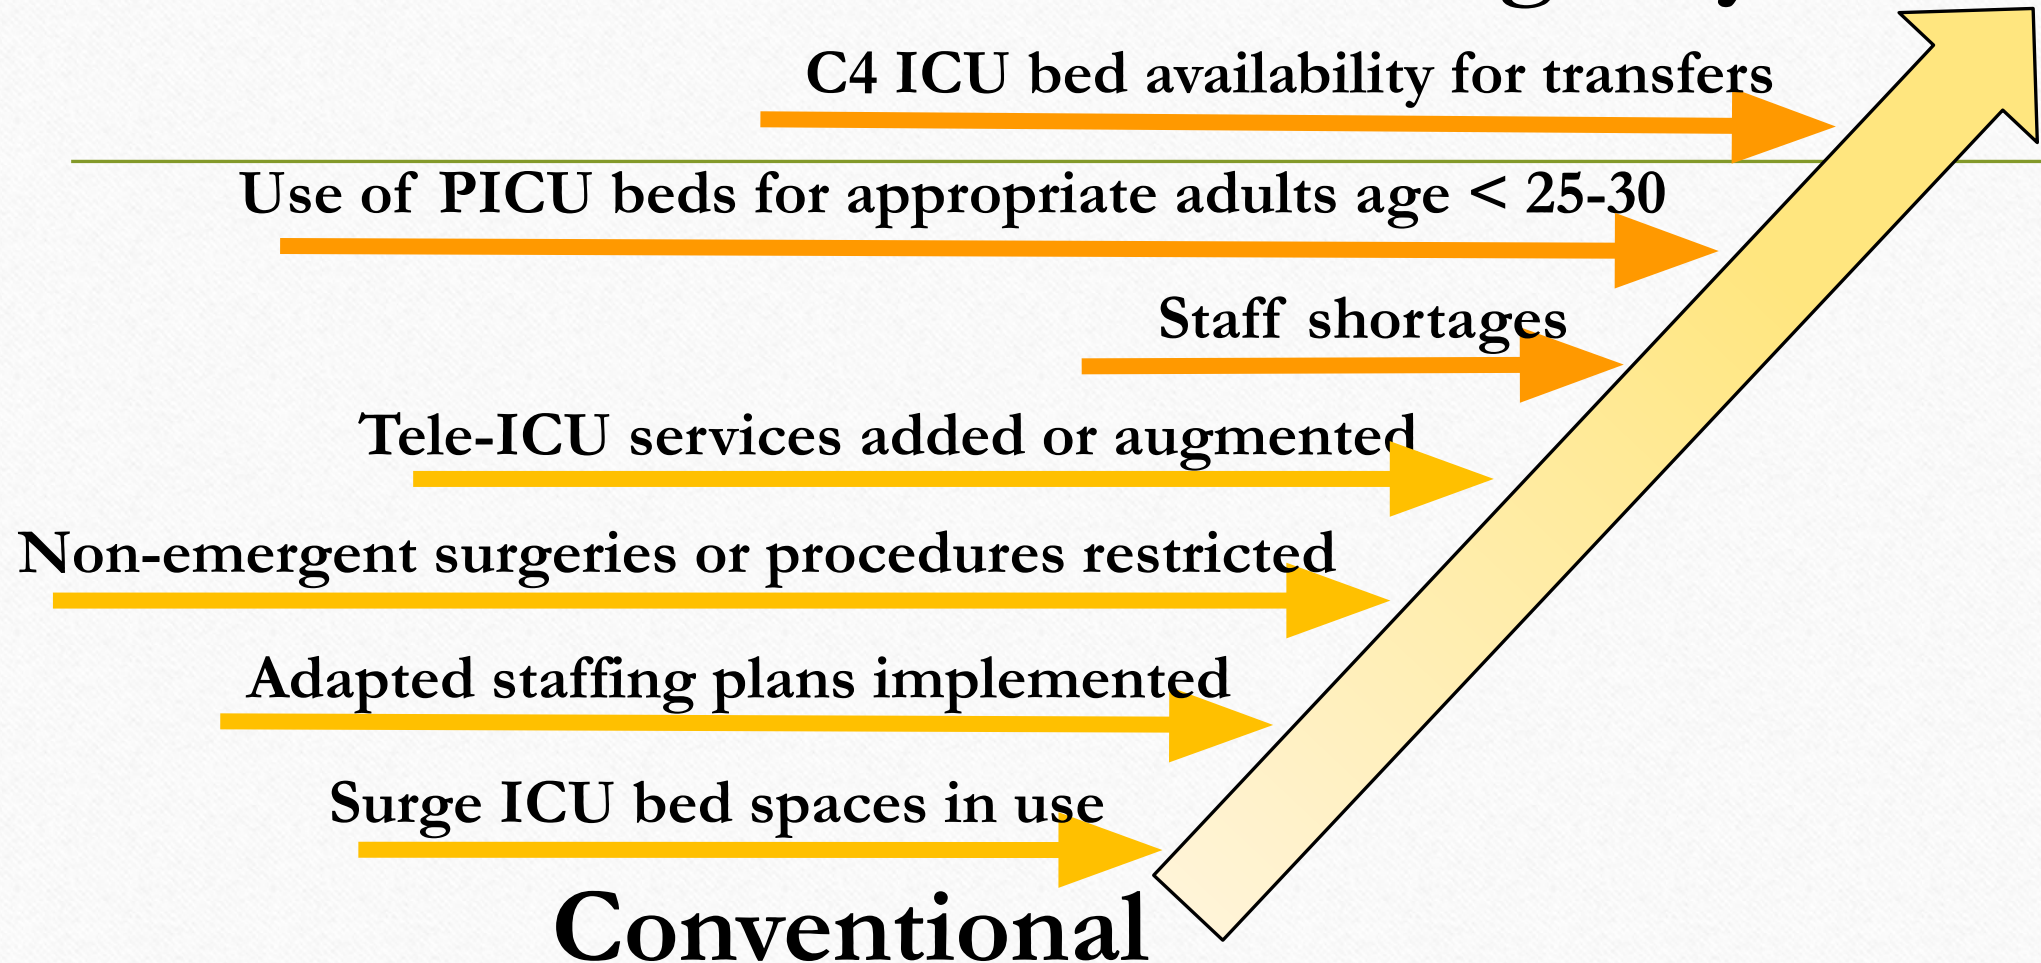 C4 ICU bed availability for transfers
Use of PICU beds for appropriate adults age < 25-30
Staff shortages
Tele-ICU services added or augmented
Non-emergent surgeries or procedures restricted
Adapted staffing plans implemented
Surge ICU bed spaces in use
Conventional